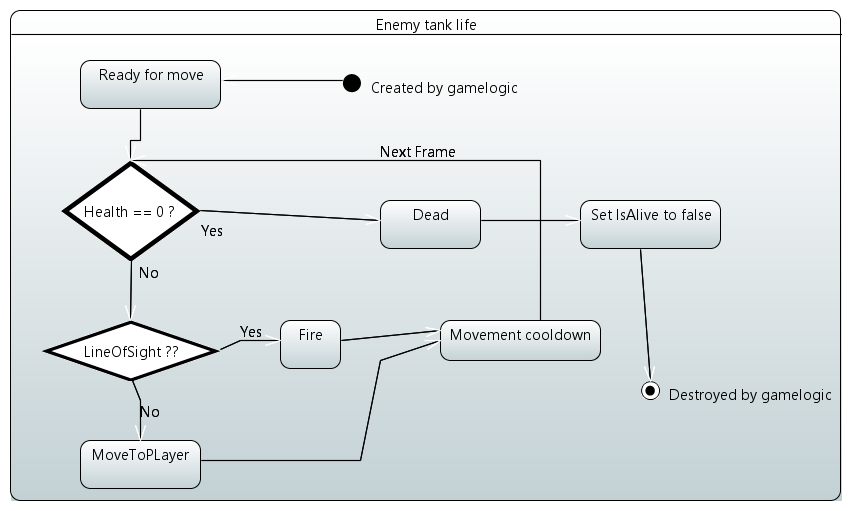 Enemy tank life
Ready for move
Created by gamelogic
Next Frame
Health == 0 ?
Yes
Dead
Set IsAlive to false
No
LineOfSight ??
Yes
Fire
Movement cooldown
Destroyed by gamelogic
No
MoveToPLayer